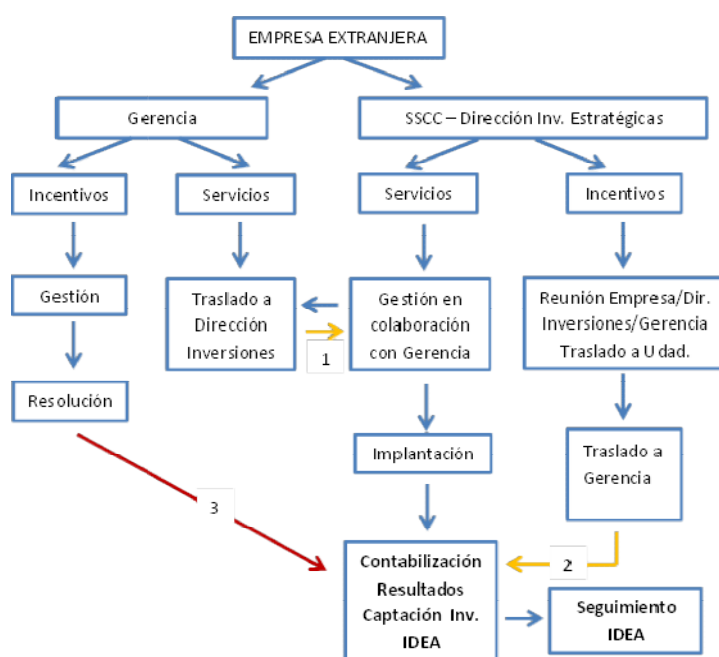 EMPRESA EXTRANJERA
Gerencia
SSCC – Dirección Inv. Estratégicas
Incentivos
Servicios
Servicios
Incentivos
Gestión
Traslado a
Dirección
Inversiones
1
Gestión en
colaboración
con Gerencia
Reunión Empresa/Dir.
Inversiones/Gerencia
Traslado a Udad.
Resolución
Implantación
Traslado a
Gerencia
3
2
Contabilización
Resultados
Captación Inv.
IDEA
Seguimiento
IDEA